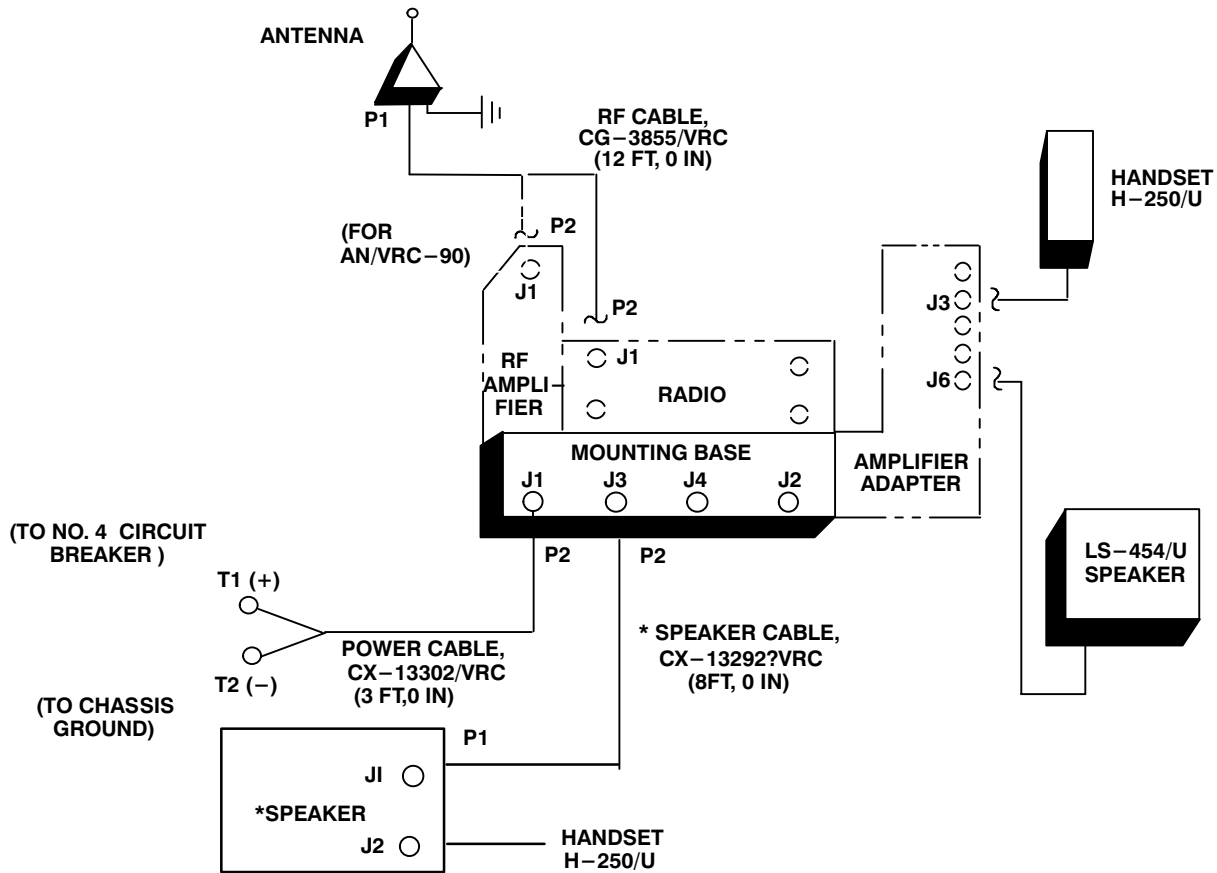 ANTENNA
P1
RF CABLE,
CG−3855/VRC
(12 FT, 0 IN)
HANDSET
H−250/U
(FOR
AN/VRC−90)
P2
J1
P2
J3
J1
RF
AMPLI−
FIER
RADIO
J6
MOUNTING BASE
J1
J3
J4
J2
AMPLIFIER
ADAPTER
(TO NO. 4 CIRCUIT
BREAKER )
P2
P2
LS−454/U
SPEAKER
T1 (+)
T2 (−)
POWER CABLE,
CX−13302/VRC
(3 FT,0 IN)
* SPEAKER CABLE,
CX−13292?VRC
(8FT, 0 IN)
(TO CHASSIS
GROUND)
P1
JI
*SPEAKER
J2
HANDSET
H−250/U